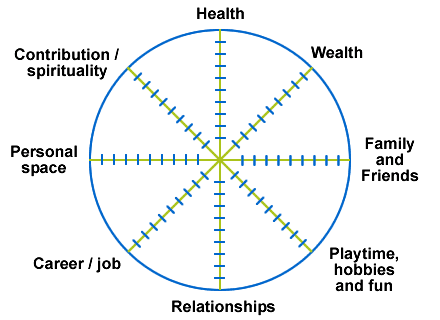 Health
Wealth
Contribution /
spirituality
Family
and
Friends
Personal
space
Playtime,
hobbies
and fun
Career / job
Relationships